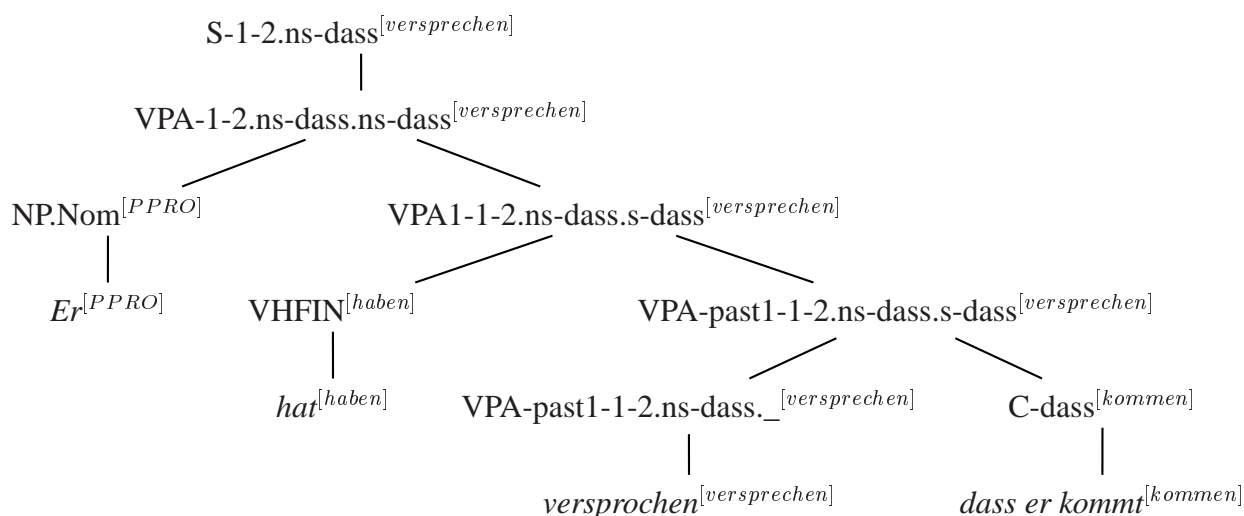 S-1-2.ns-dass[versprechen]
VPA-1-2.ns-dass.ns-dass[versprechen]
NP.Nom[PPRO] VPA1-1-2.ns-dass.s-dass[versprechen]
Er[PPRO] VHFIN[haben] VPA-past1-1-2.ns-dass.s-dass[versprechen]
hat[haben] VPA-past1-1-2.ns-dass._[versprechen] C-dass[kommen]
versprochen[versprechen] dass er kommt[kommen]